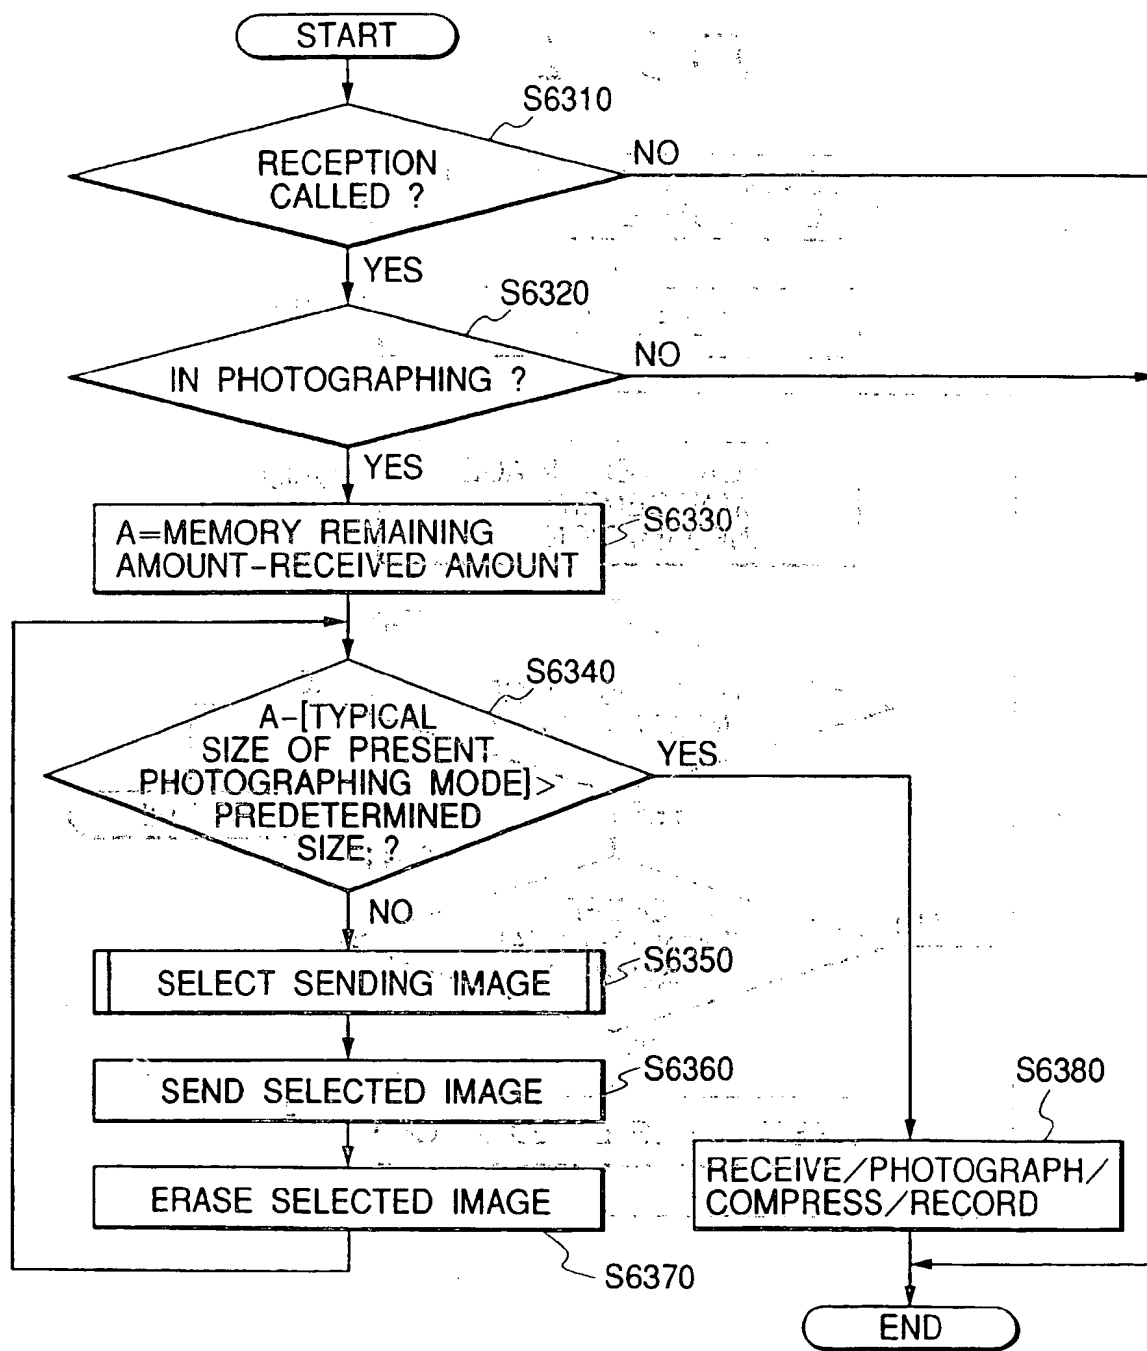 START
S6310
RECEPTION
CALLED ?
NO
YES
S6320
IN PHOTOGRAPHING ?
NO
YES
S6330
A=MEMORY REMAINING
AMOUNT-RECEIVED AMOUNT
S6340
A-[TYPICAL
SIZE OF PRESENT
PHOTOGRAPHING MODE]>
PREDETERMINED
SIZE ?
YES
NO
S6350
SELECT SENDING IMAGE
S6360
SEND SELECTED IMAGE
S6380
RECEIVE/PHOTOGRAPH/
COMPRESS/RECORD
ERASE SELECTED IMAGE
S6370
END